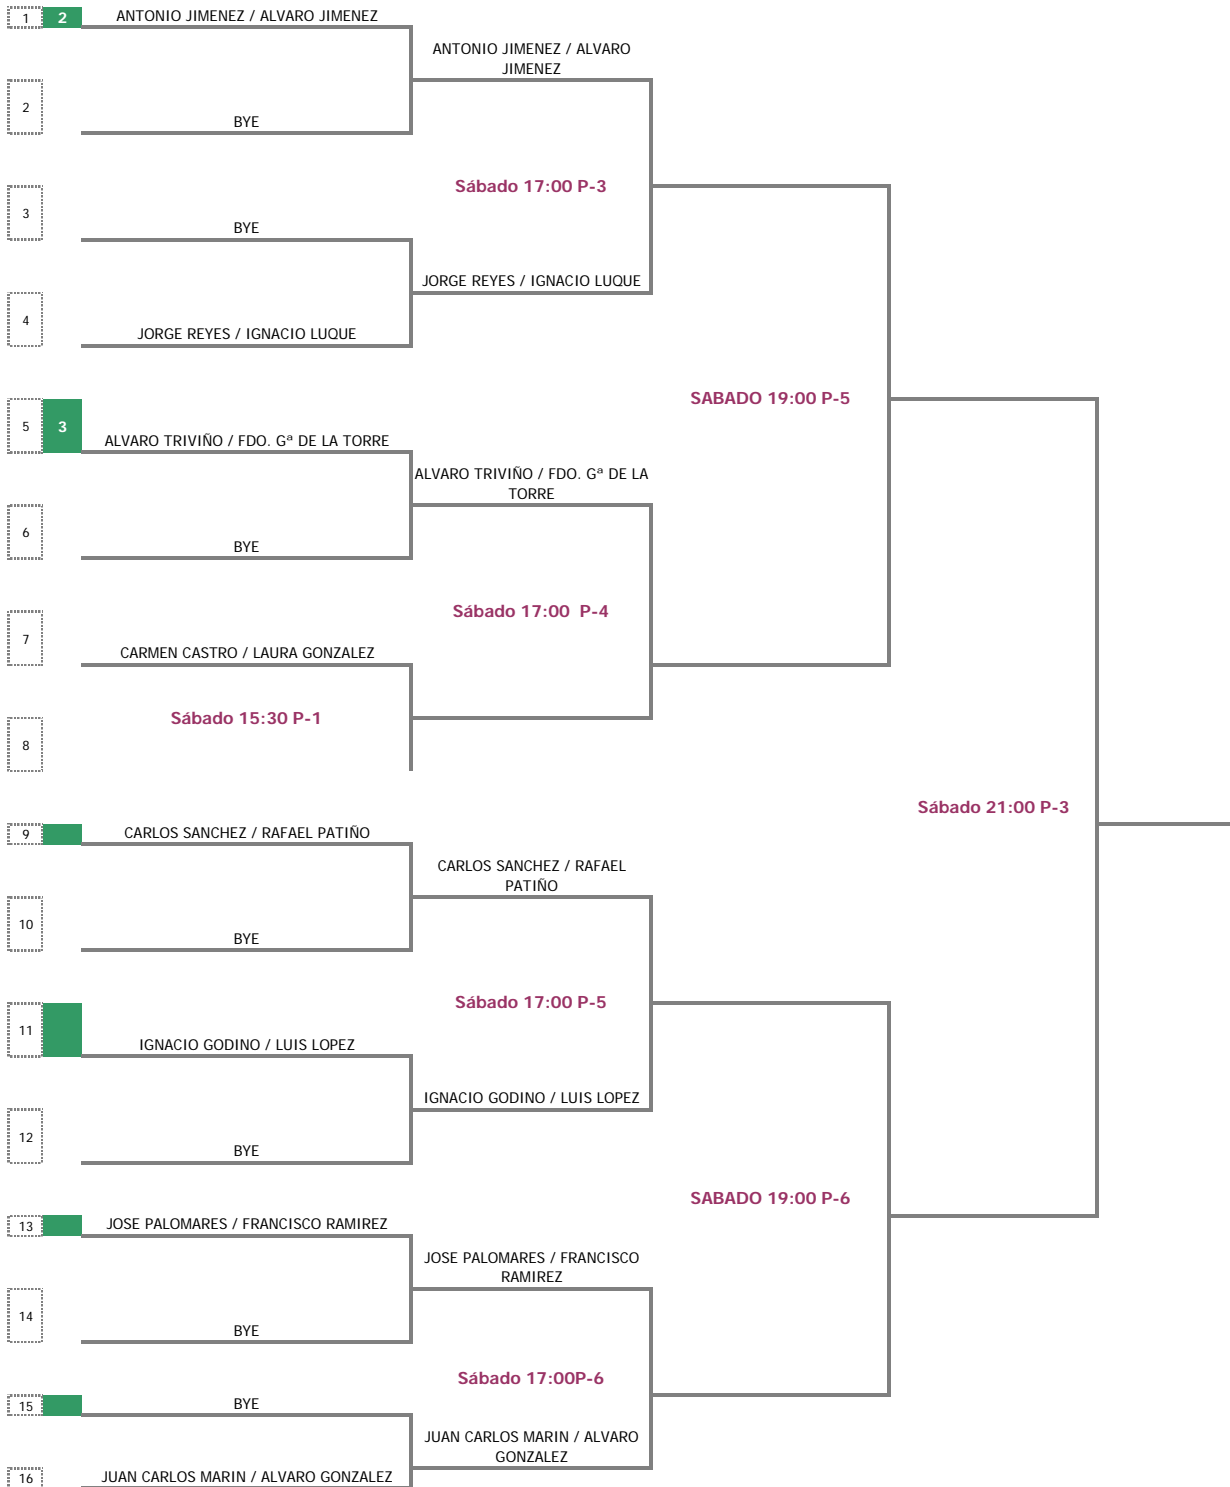 1 2 ANTONIO JIMENEZ / ALVARO JIMENEZ
ANTONIO JIMENEZ / ALVARO
JIMENEZ
2
BYE
Sábado 17:00 P-3
3
BYE
JORGE REYES / IGNACIO LUQUE
4
JORGE REYES / IGNACIO LUQUE
SABADO 19:00 P-5
5 3
ALVARO TRIVIÑO / FDO. Gª DE LA TORRE
ALVARO TRIVIÑO / FDO. Gª DE LA
TORRE
6
BYE
Sábado 17:00  P-4
7
CARMEN CASTRO / LAURA GONZALEZ
Sábado 15:30 P-1
8
Sábado 21:00 P-3
9 CARLOS SANCHEZ / RAFAEL PATIÑO
CARLOS SANCHEZ / RAFAEL
PATIÑO
10
BYE
Sábado 17:00 P-5
11
IGNACIO GODINO / LUIS LOPEZ
IGNACIO GODINO / LUIS LOPEZ
12
BYE
SABADO 19:00 P-6
13 JOSE PALOMARES / FRANCISCO RAMIREZ
JOSE PALOMARES / FRANCISCO
RAMIREZ
14
BYE
Sábado 17:00P-6
15 BYE
JUAN CARLOS MARIN / ALVARO
GONZALEZ
16 JUAN CARLOS MARIN / ALVARO GONZALEZ